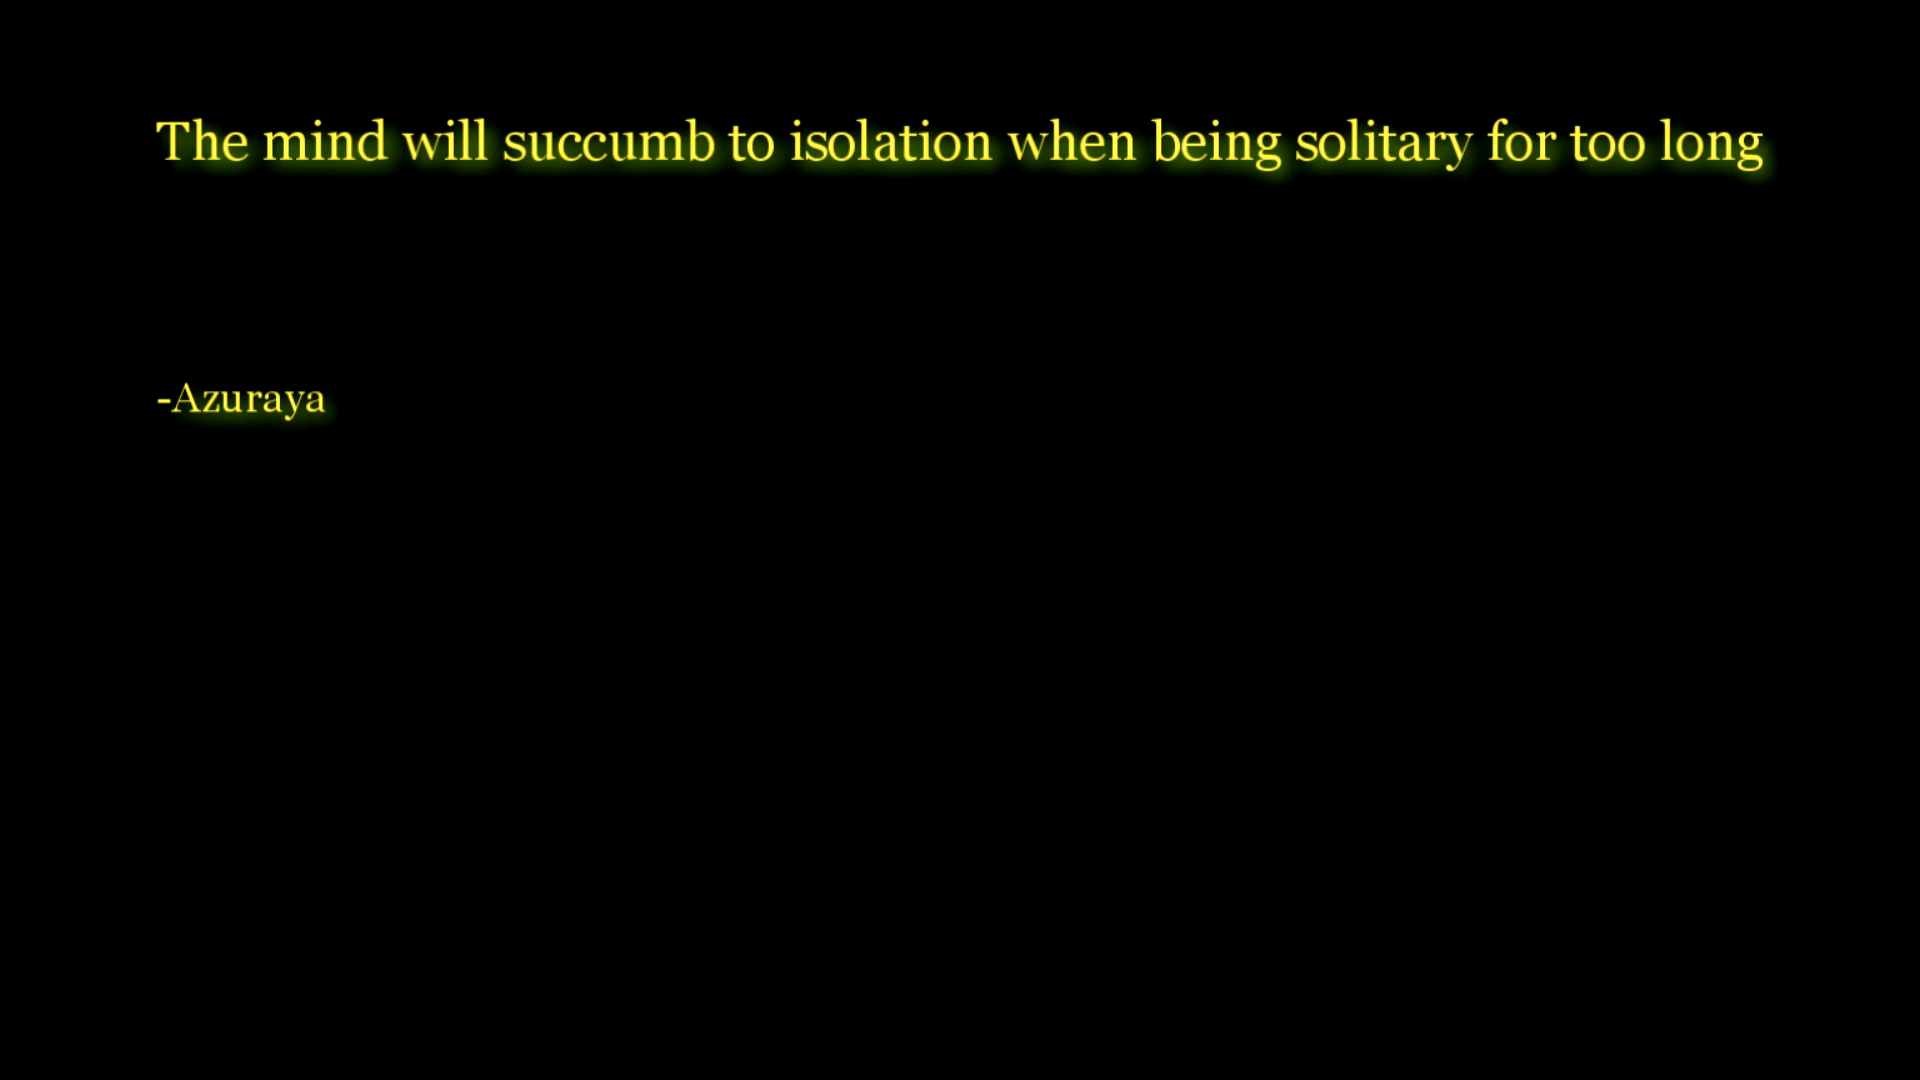 The mind will succumb to isolation when being solitary for too long
-Azuraya